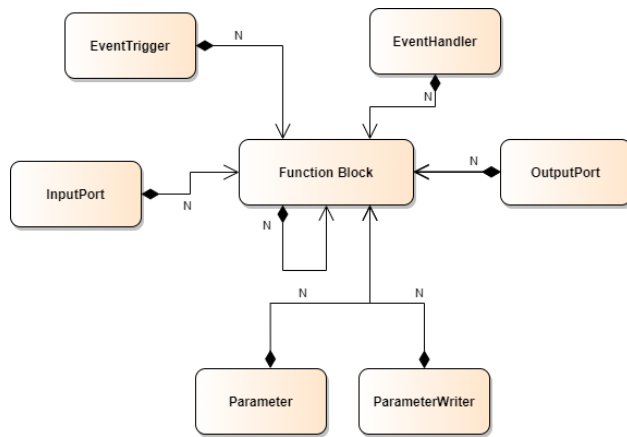 EventTrigger
N
EventHandler
N
InputPort
N
Function Block
N
N
OutputPort
N
N
Parameter
ParameterWriter